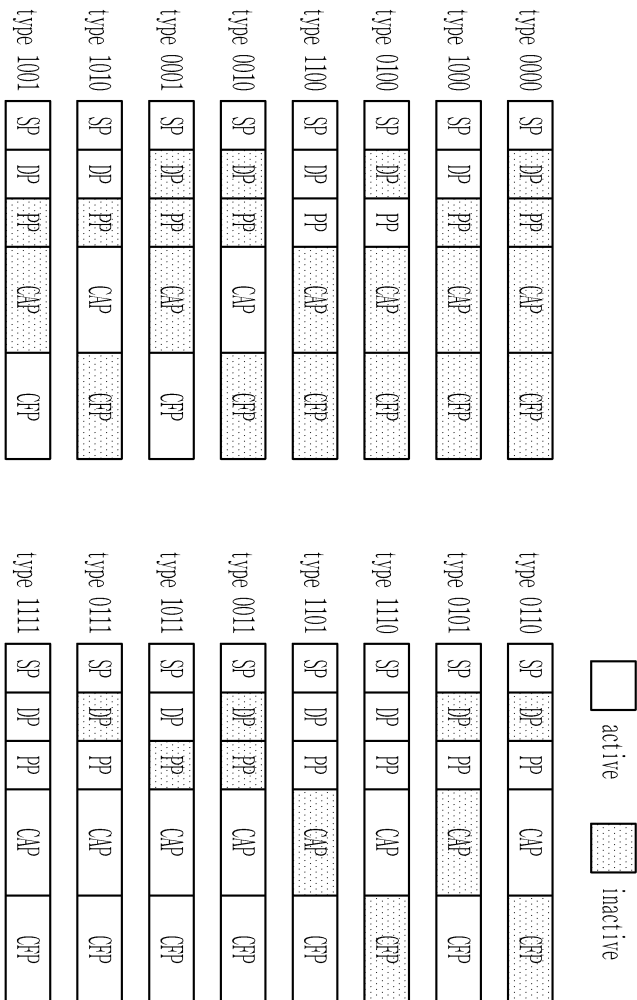 active inactive
type 0000 SP DP PP CAP CFP
type 1000 SP DP PP CAP CFP
type 0100 SP DP PP CAP CFP
type 1100 SP DP PP CAP CFP
type 0010 SP DP PP CAP CFP
type 0001 SP DP PP CAP CFP
type 1010 SP DP PP CAP CFP
type 1001 SP DP PP CAP CFP
type 0110 SP DP PP CAP CFP
type 0101 SP DP PP CAP CFP
type 1110 SP DP PP CAP CFP
type 1101 SP DP PP CAP CFP
type 0011 SP DP PP CAP CFP
type 1011 SP DP PP CAP CFP
type 0111 SP DP PP CAP CFP
type 1111 SP DP PP CAP CFP